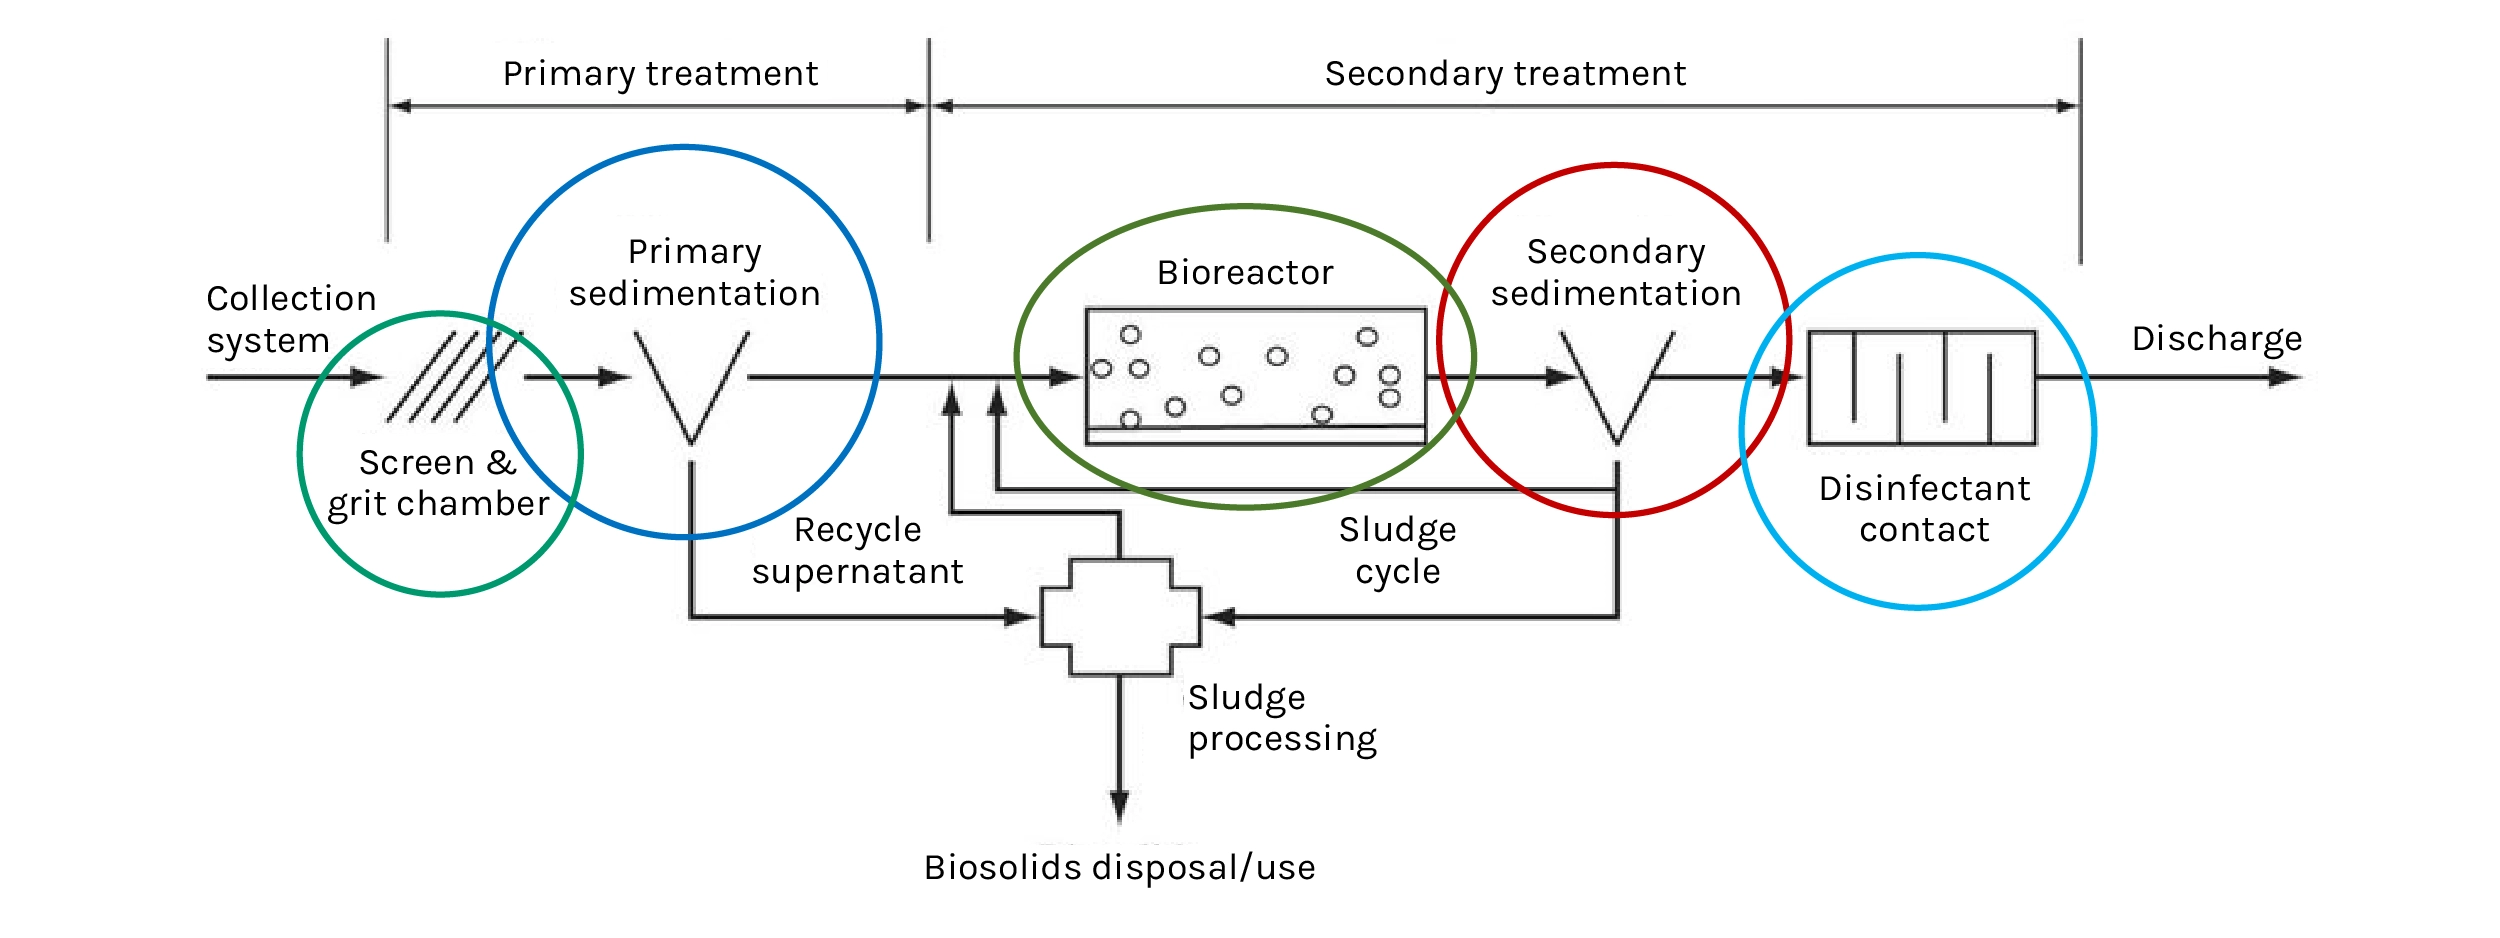 Primary treatment
Secondary treatment
Collection
system
Screen &
grit chamber
Primary
sedimentation
Bioreactor
Secondary
sedimentation
Disinfectant
contact
Discharge
Recycle
supernatant
Sludge
cycle
Sludge
processing
Biosolids disposal/use